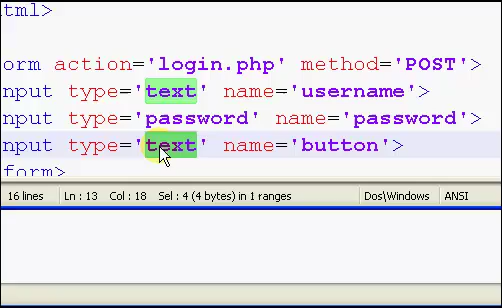 html>
orm action='login.php' method='POST'>
nput type='text' name='username'>
nput type='password' name='password'>
nput type='text' name='button'>
form>
16 lines Ln : 13 Col : 18 Sel : 4 (4 bytes) in 1 ranges Dos\Windows ANSI